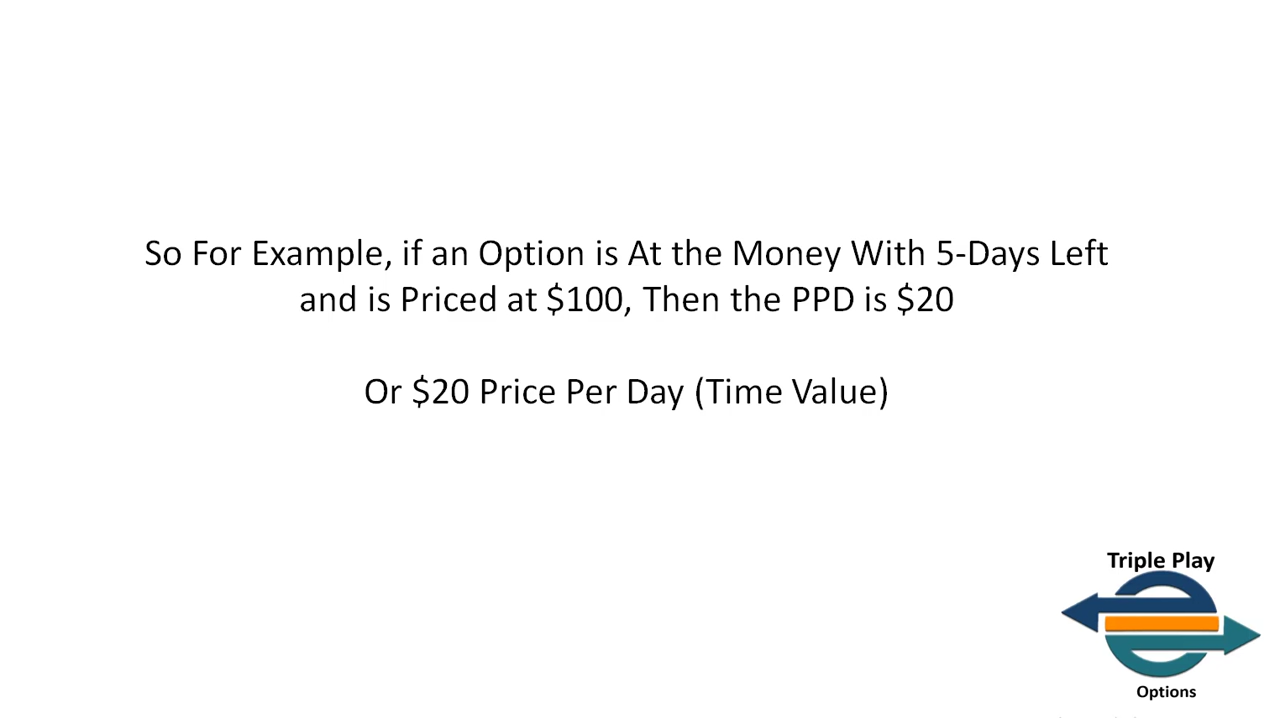 So For Example, if an Option is At the Money With 5-Days Left
and is Priced at $100, Then the PPD is $20
Or $20 Price Per Day (Time Value)
Triple Play
Options